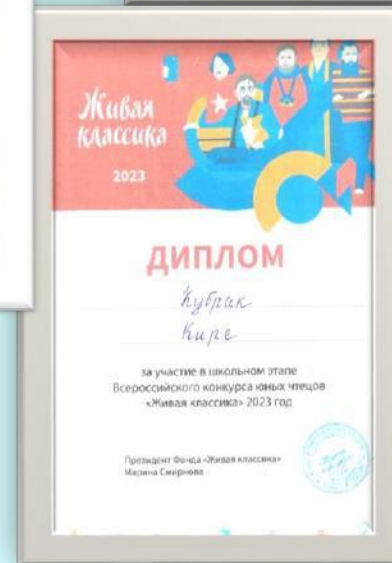 Живая
классика
2023
ДИПЛОМ
Кубрак
Кире
за участие в школьном этапе
Всероссийского конкурса юных чтецов
«Живая классика» 2023 год
Президент Фонда «Живая классика»
Марина Смирнова